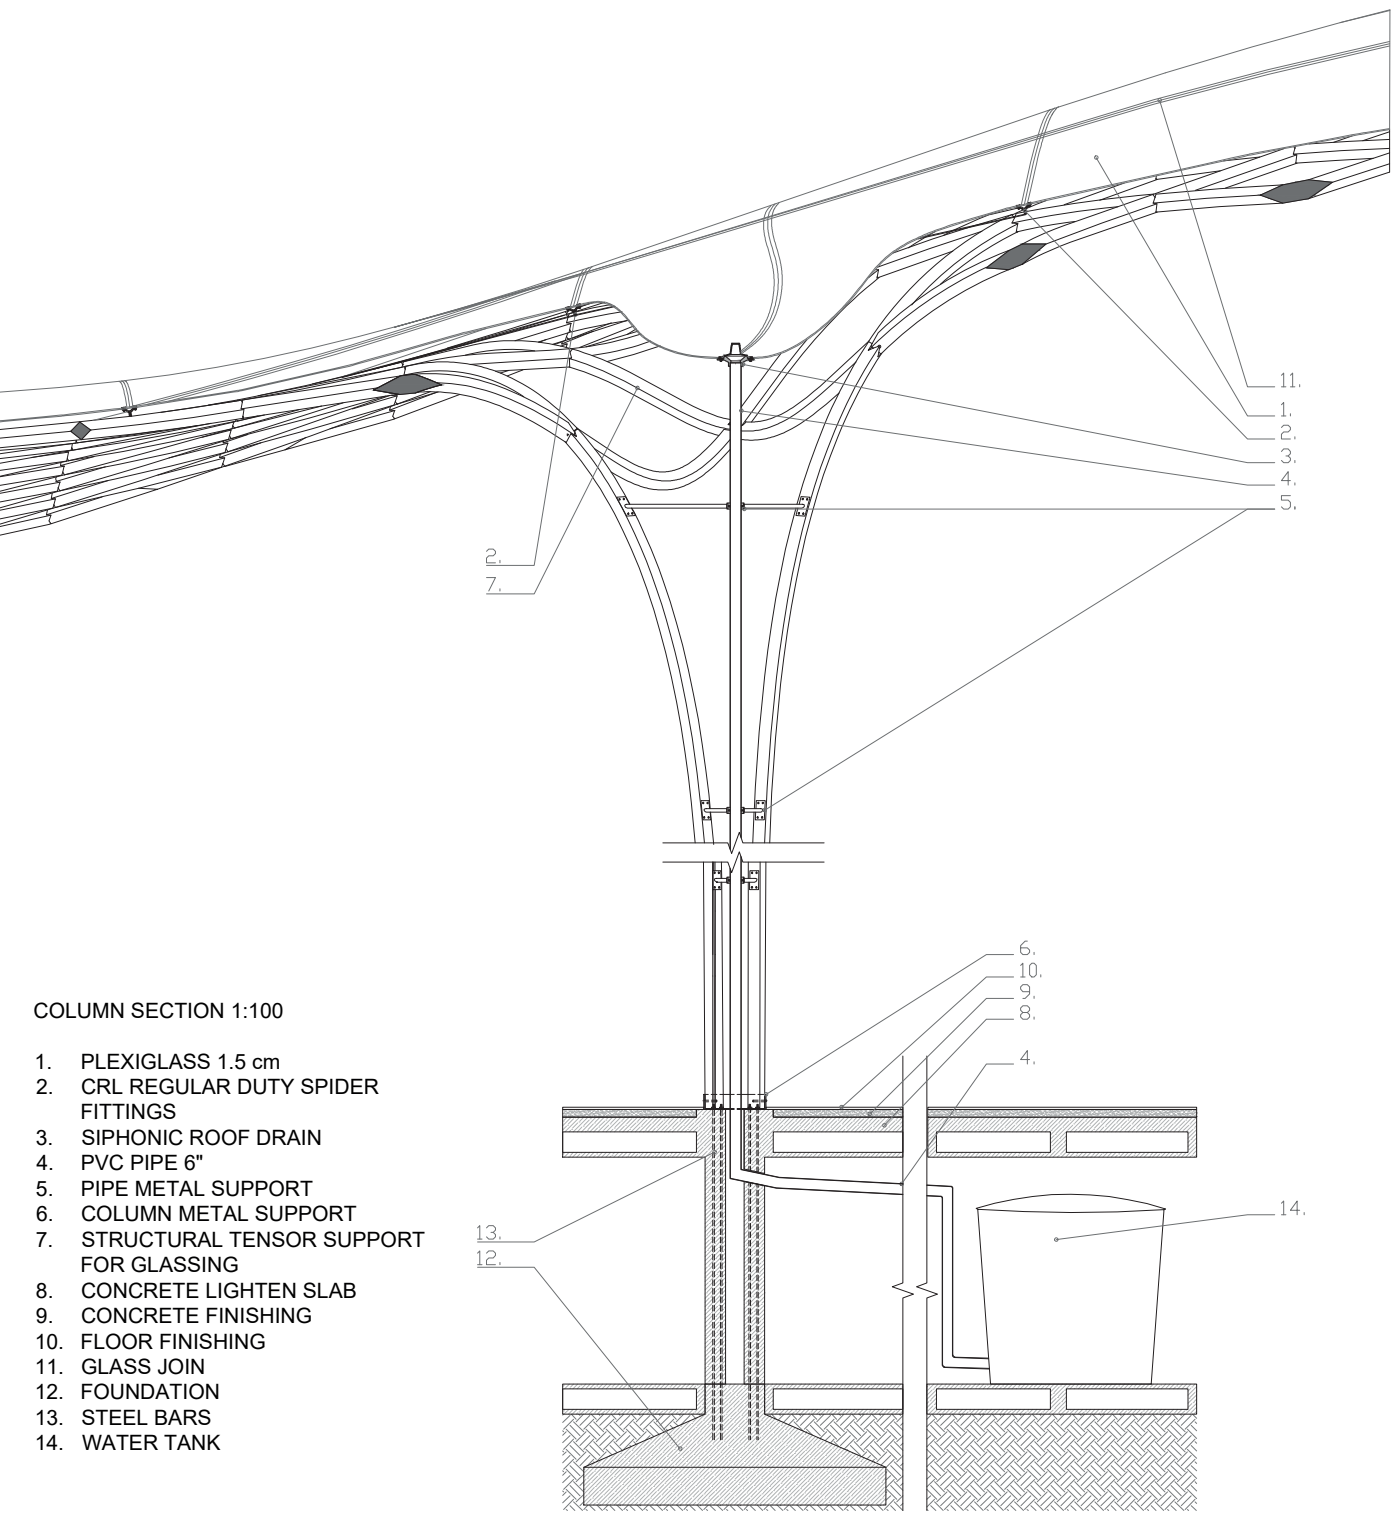 11.
1.
2.
3.
4.
5.
2.
7.
6.
10.
9.
8.
4.
COLUMN SECTION 1:100
1. PLEXIGLASS 1.5 cm
2. CRL REGULAR DUTY SPIDER
FITTINGS
3. SIPHONIC ROOF DRAIN
4. PVC PIPE 6"
5. PIPE METAL SUPPORT
6. COLUMN METAL SUPPORT
7. STRUCTURAL TENSOR SUPPORT
FOR GLASSING
8. CONCRETE LIGHTEN SLAB
9. CONCRETE FINISHING
10. FLOOR FINISHING
11. GLASS JOIN
12. FOUNDATION
13. STEEL BARS
14. WATER TANK
13.
12.
14.